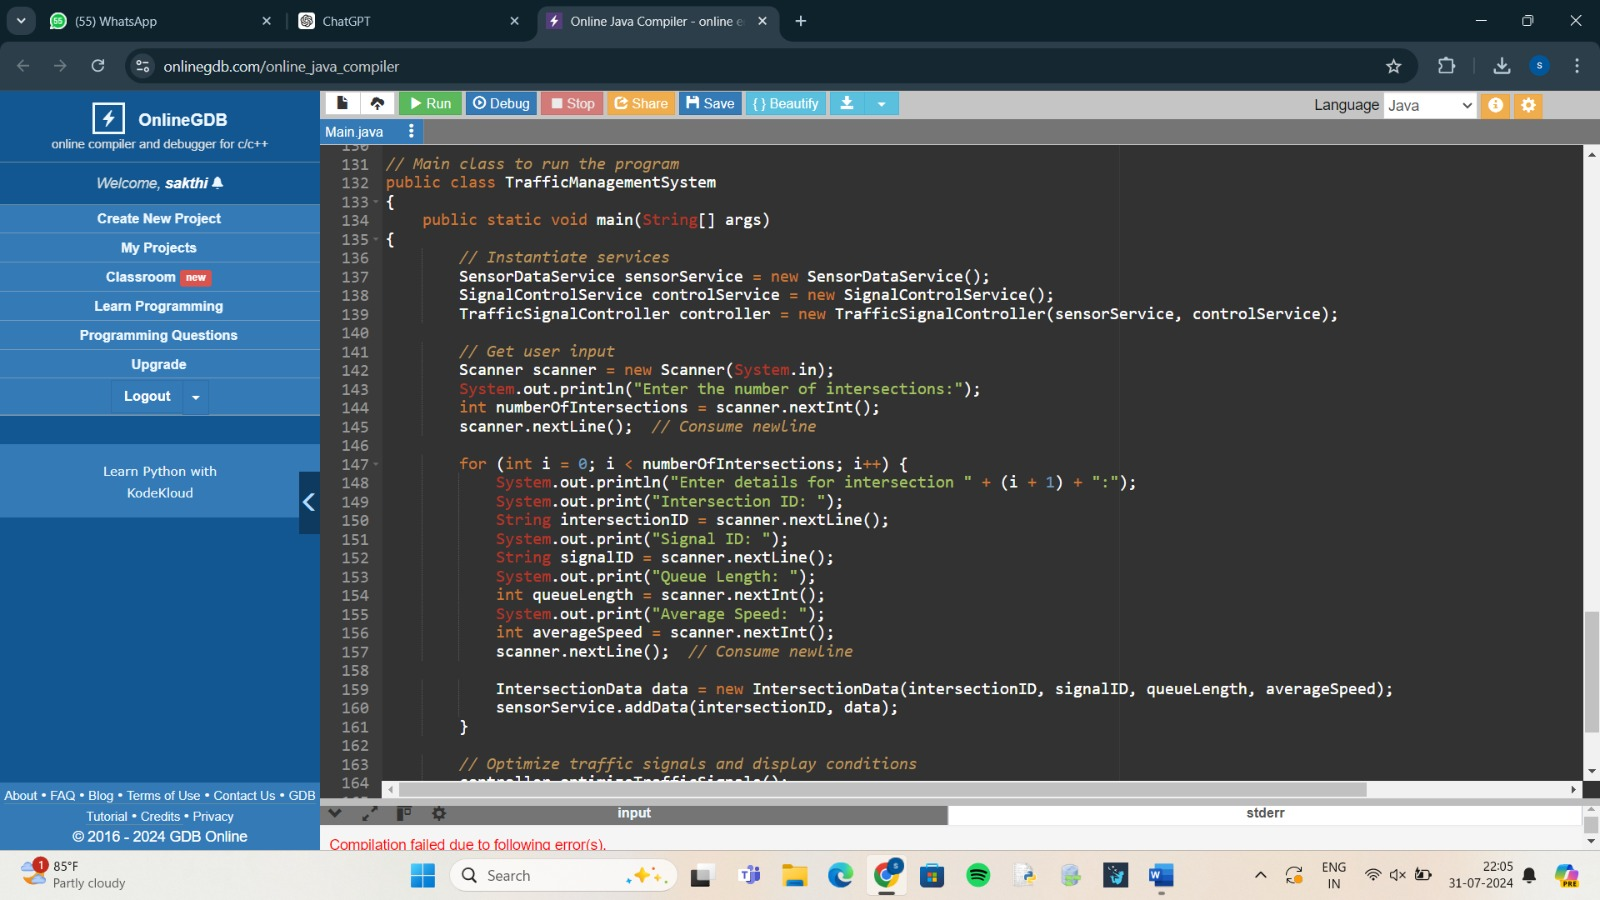 (55) WhatsApp
ChatGPT
Online Java Compiler - online e
onlinegdb.com/online_java_compiler
S
OnlineGDB
online compiler and debugger for c/c++
Welcome, sakthi
Create New Project
My Projects
Classroom new
Learn Programming
Programming Questions
Upgrade
Logout
Learn Python with
KodeKloud
About • FAQ • Blog • Terms of Use • Contact Us • GDB
Tutorial • Credits • Privacy
© 2016 - 2024 GDB Online
Run Debug Stop Share Save {} Beautify
Language Java
Main.java
130
131 // Main class to run the program
132 public class TrafficManagementSystem
133 {
134 public static void main(String[] args)
135 {
136 // Instantiate services
137 SensorDataService sensorService = new SensorDataService();
138 SignalControlService controlService = new SignalControlService();
139 TrafficSignalController controller = new TrafficSignalController(sensorService, controlService);
140
141 // Get user input
142 Scanner scanner = new Scanner(System.in);
143 System.out.println("Enter the number of intersections:");
144 int numberOfIntersections = scanner.nextInt();
145 scanner.nextLine(); // Consume newline
146
147 for (int i = 0; i < numberOfIntersections; i++) {
148 System.out.println("Enter details for intersection " + (i + 1) + ":");
149 System.out.print("Intersection ID: ");
150 String intersectionID = scanner.nextLine();
151 System.out.print("Signal ID: ");
152 String signalID = scanner.nextLine();
153 System.out.print("Queue Length: ");
154 int queueLength = scanner.nextInt();
155 System.out.print("Average Speed: ");
156 int averageSpeed = scanner.nextInt();
157 scanner.nextLine(); // Consume newline
158
159 IntersectionData data = new IntersectionData(intersectionID, signalID, queueLength, averageSpeed);
160 sensorService.addData(intersectionID, data);
161 }
162
163 // Optimize traffic signals and display conditions
164 controller.optimizeTrafficSignals();
input
stderr
Compilation failed due to following error(s).
1
85°F
Partly cloudy
Search
ENG
IN
22:05
31-07-2024
PRE